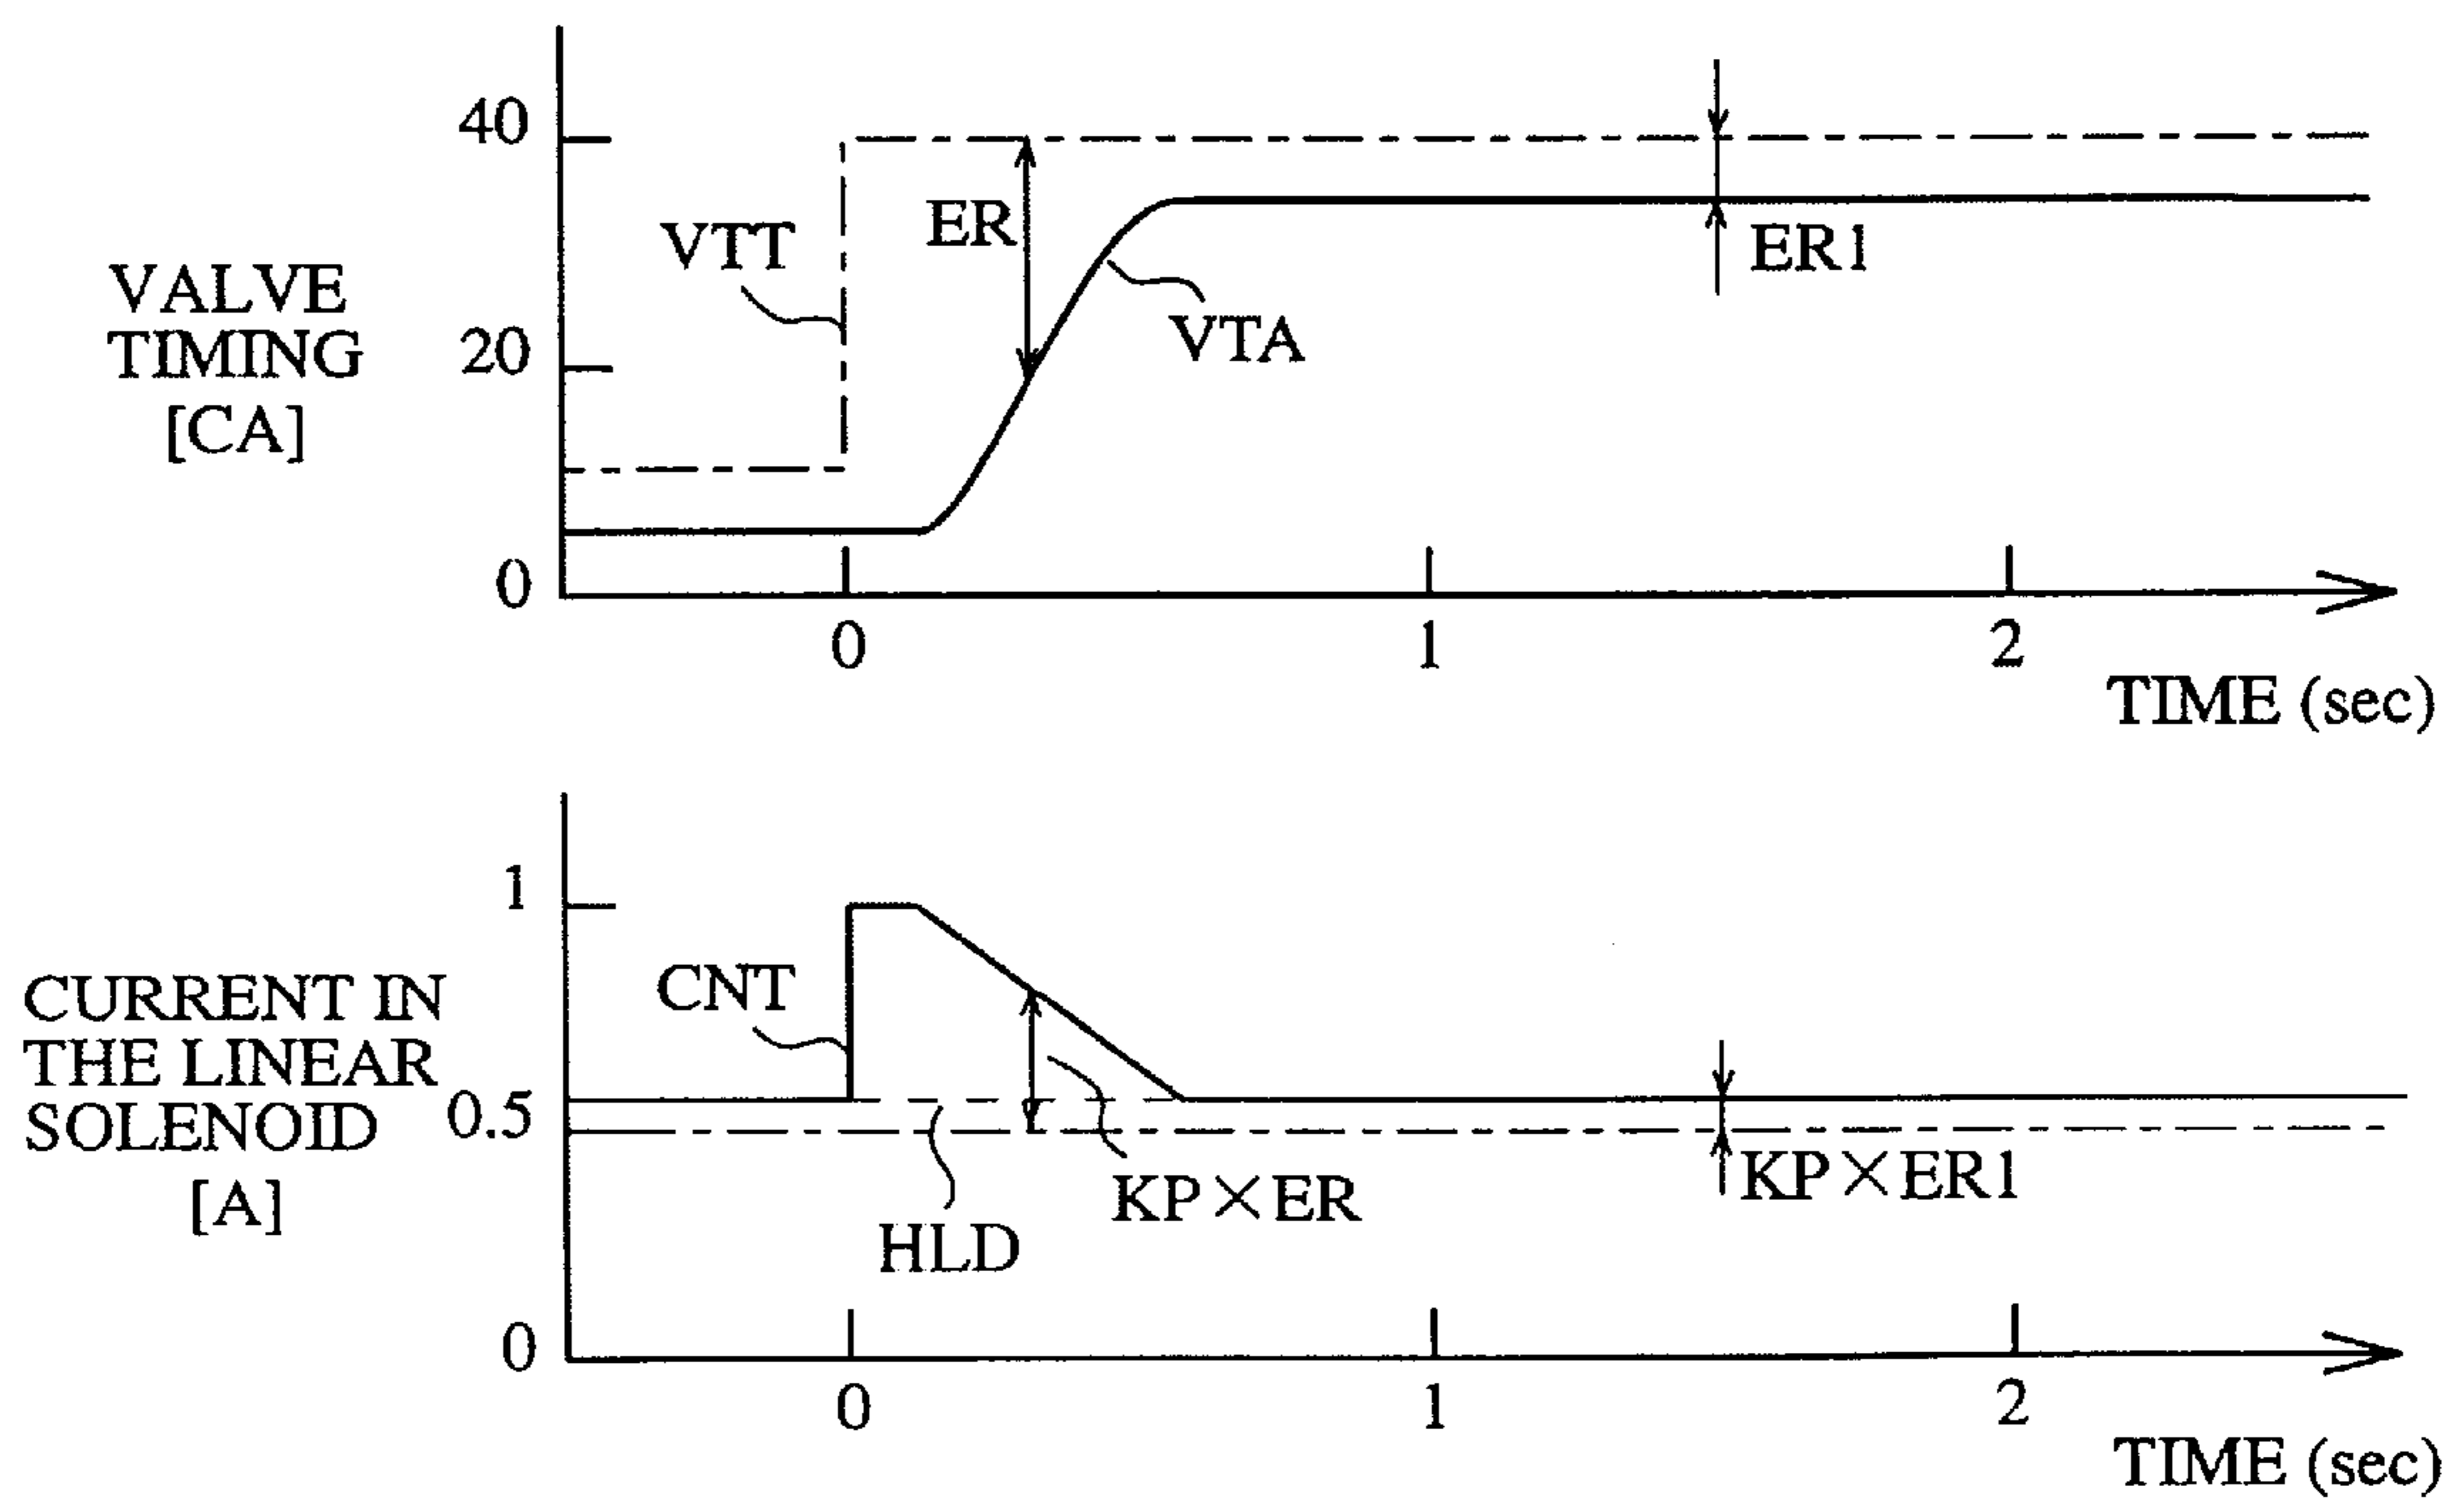 40
VTT
ER
ER1
VALVE
TIMING
[CA]
20
VTA
0
0
1
2
TIME (sec)
1
CURRENT IN
THE LINEAR
SOLENOID
[A]
CNT
0.5
KP×ER
KP×ER1
HLD
0
0
1
2
TIME (sec)